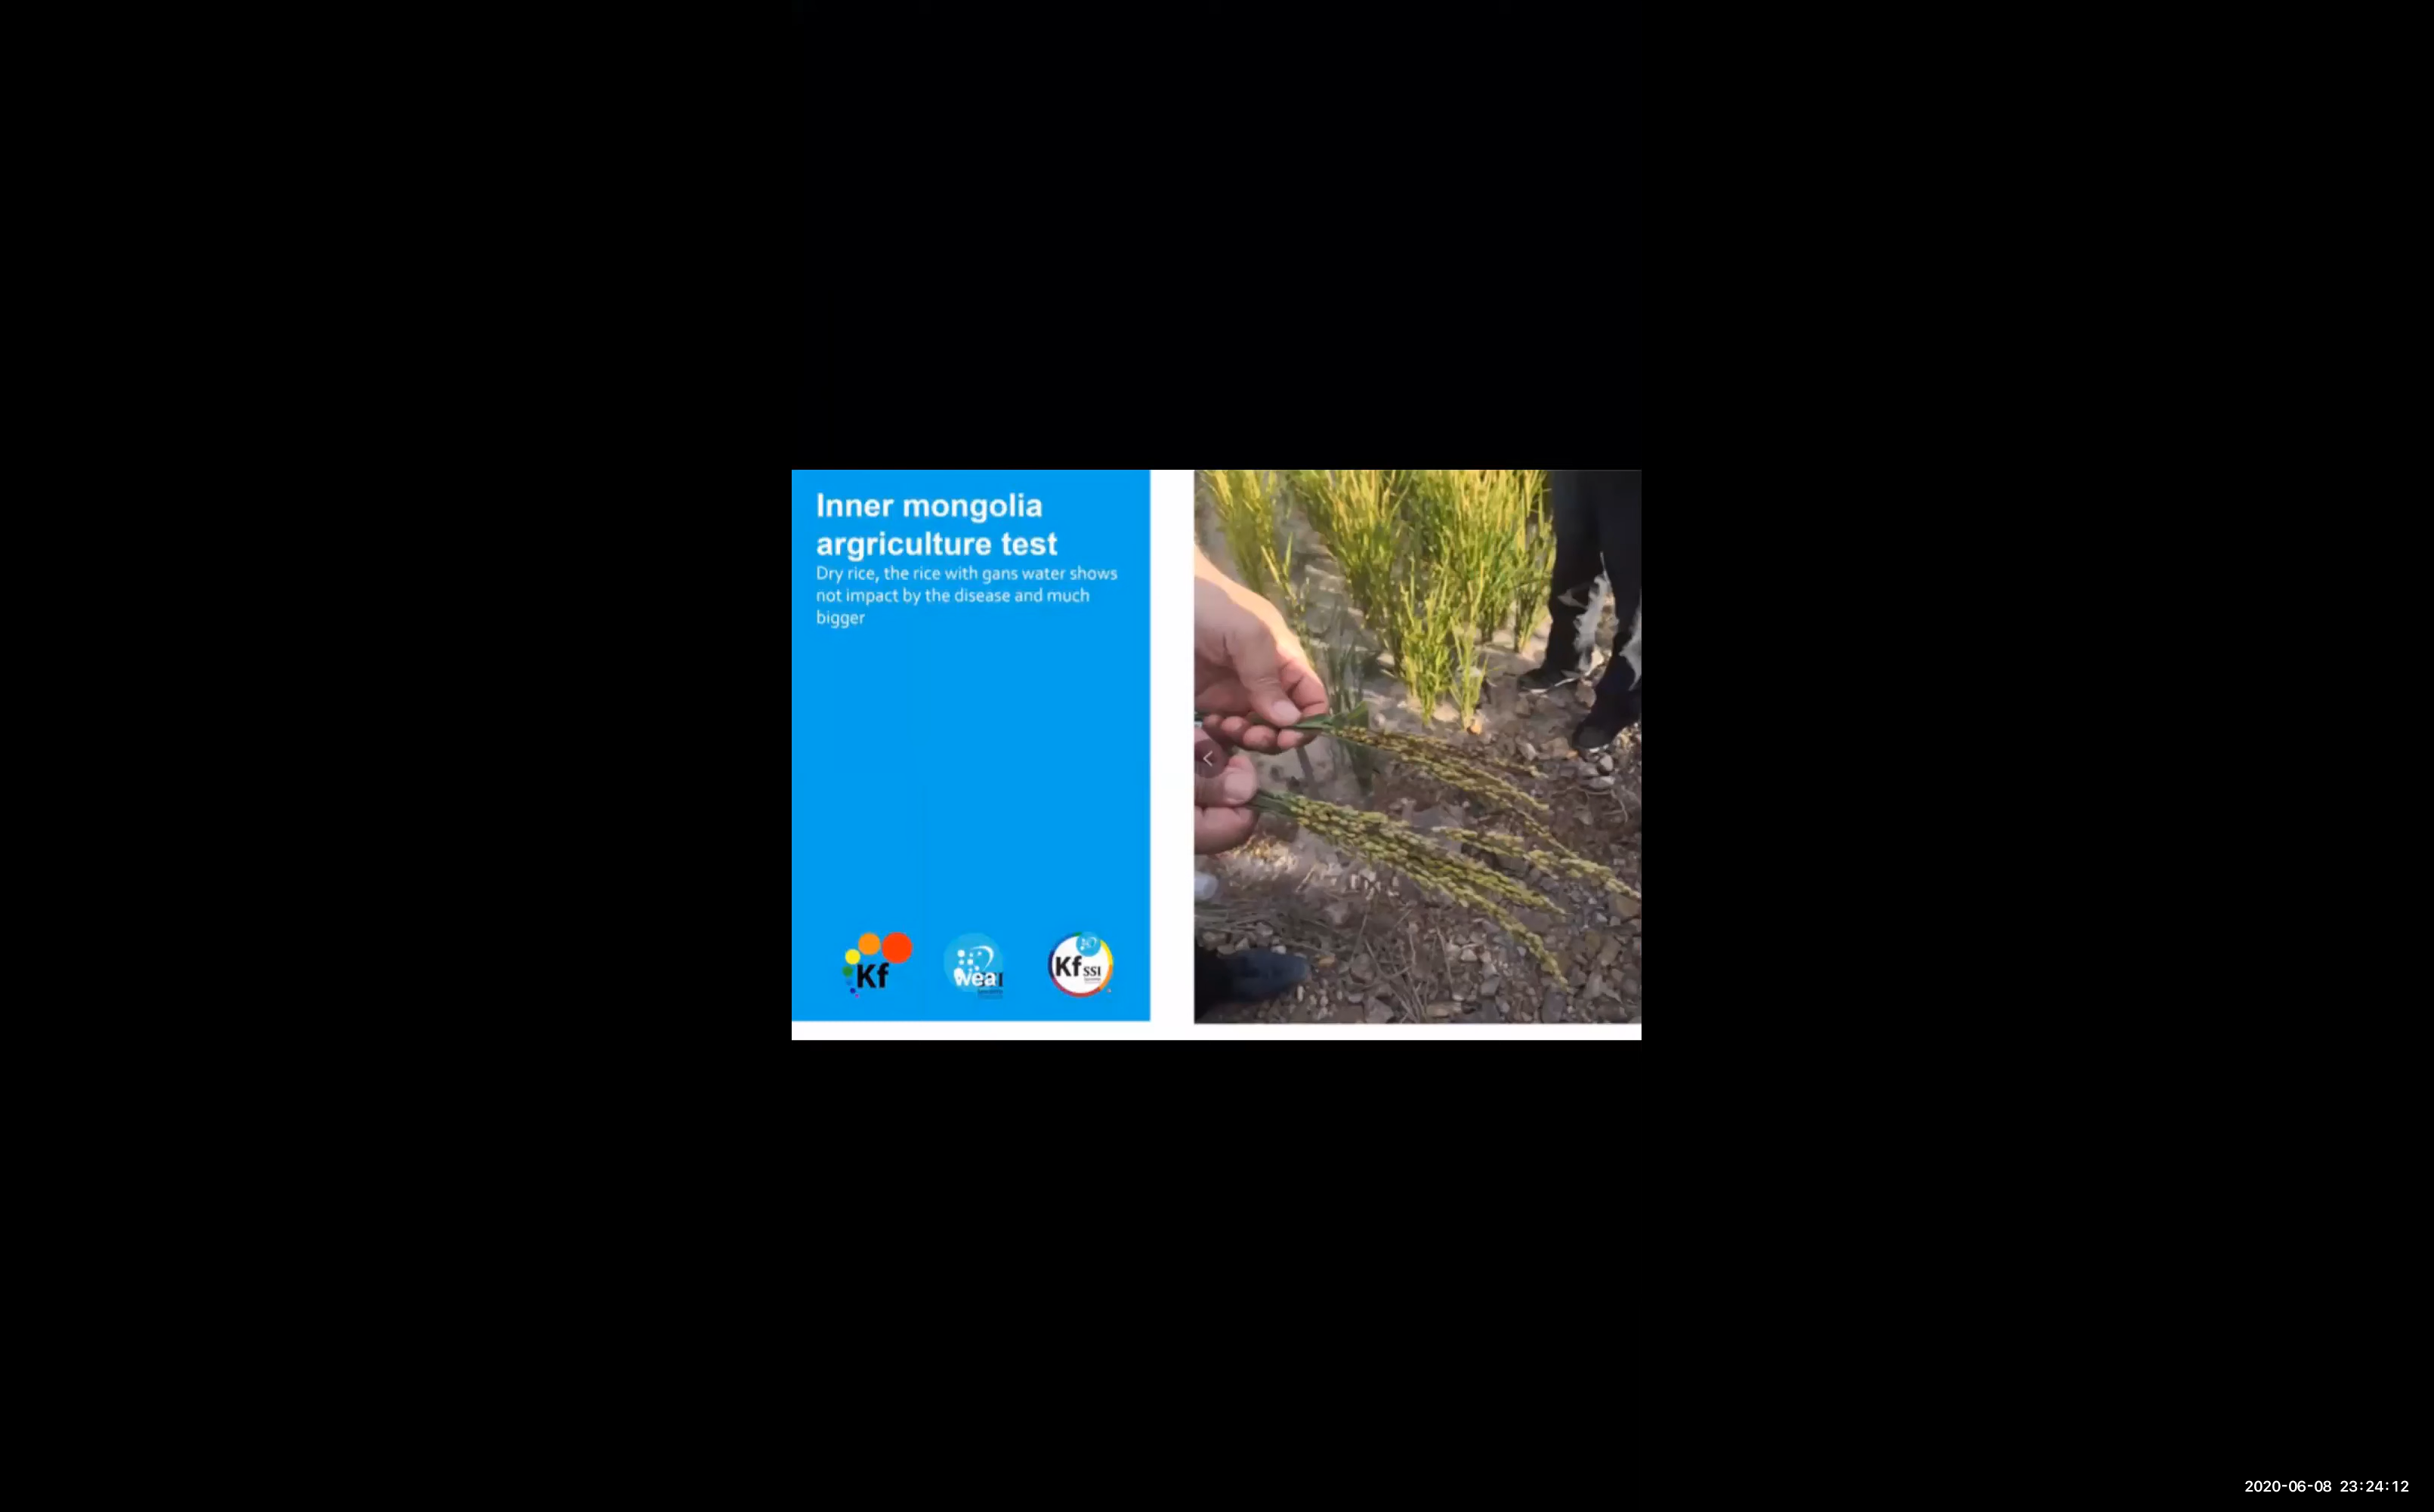 Inner mongolia
argriculture test
Dry rice, the rice with gans water shows
not impact by the disease and much
bigger
Kf
wea
Kf SSI
2020-06-08 23:24:12